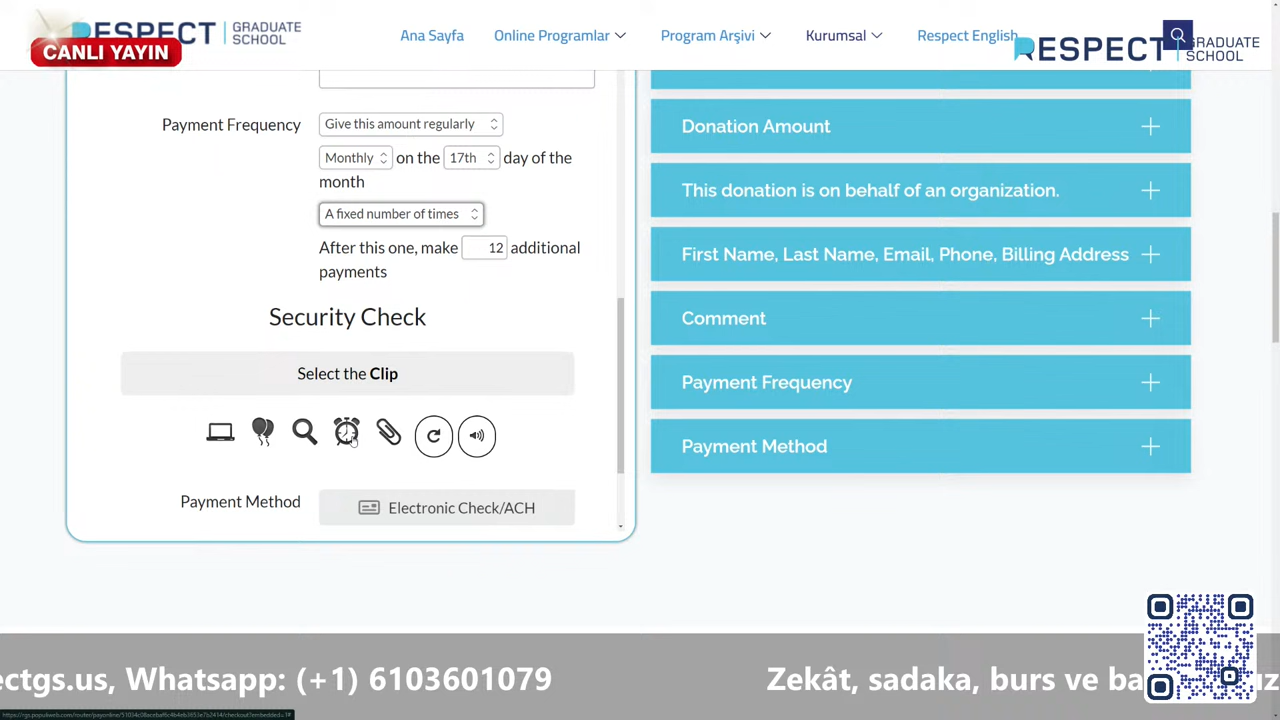 ESPECT GRADUATE SCHOOL
CANLI YAYIN
Ana Sayfa
Online Programlar
Program Arşivi
Kurumsal
Respect English
RESPECT GRADUATE SCHOOL
Payment Frequency
Give this amount regularly
Monthly on the 17th day of the
month
A fixed number of times
After this one, make 12 additional
payments
Security Check
Select the Clip
Payment Method
Electronic Check/ACH
Donation Amount
This donation is on behalf of an organization.
First Name, Last Name, Email, Phone, Billing Address
Comment
Payment Frequency
Payment Method
ectgs.us, Whatsapp: (+1) 6103601879
Zekât, sadaka, burs ve ba